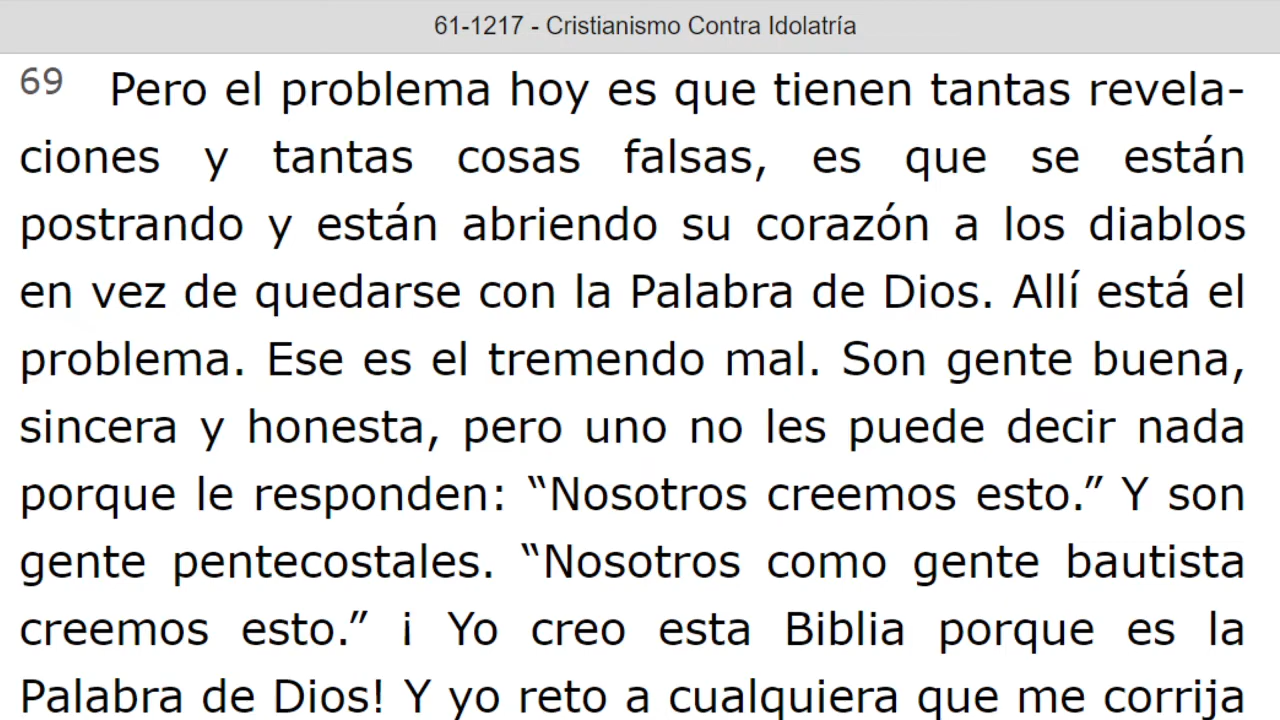 61-1217 - Cristianismo Contra Idolatría
69 Pero el problema hoy es que tienen tantas revela-
ciones y tantas cosas falsas, es que se están
postrando y están abriendo su corazón a los diablos
en vez de quedarse con la Palabra de Dios. Allí está el
problema. Ese es el tremendo mal. Son gente buena,
sincera y honesta, pero uno no les puede decir nada
porque le responden: “Nosotros creemos esto.” Y son
gente pentecostales. “Nosotros como gente bautista
creemos esto.” ¡ Yo creo esta Biblia porque es la
Palabra de Dios! Y yo reto a cualquiera que me corrija